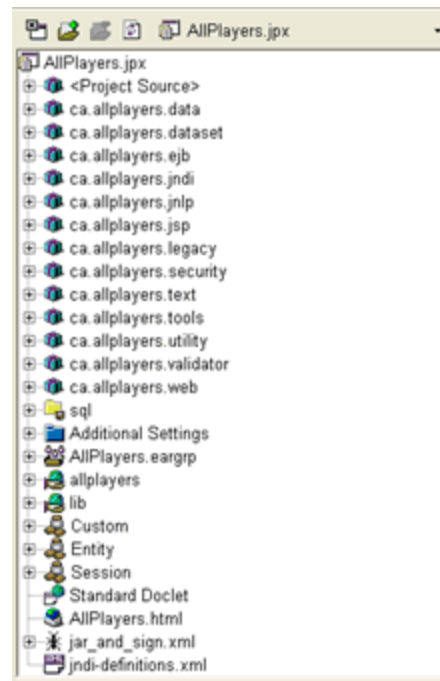 AllPlayers.jpx
AllPlayers.jpx
<Project Source>
ca.allplayers.data
ca.allplayers.dataset
ca.allplayers.ejb
ca.allplayers.jndi
ca.allplayers.jnlp
ca.allplayers.jsp
ca.allplayers.legacy
ca.allplayers.security
ca.allplayers.text
ca.allplayers.tools
ca.allplayers.utility
ca.allplayers.validator
ca.allplayers.web
sql
Additional Settings
AllPlayers.eargrp
allplayers
lib
Custom
Entity
Session
Standard Doclet
AllPlayers.html
jar_and_sign.xml
jndi-definitions.xml